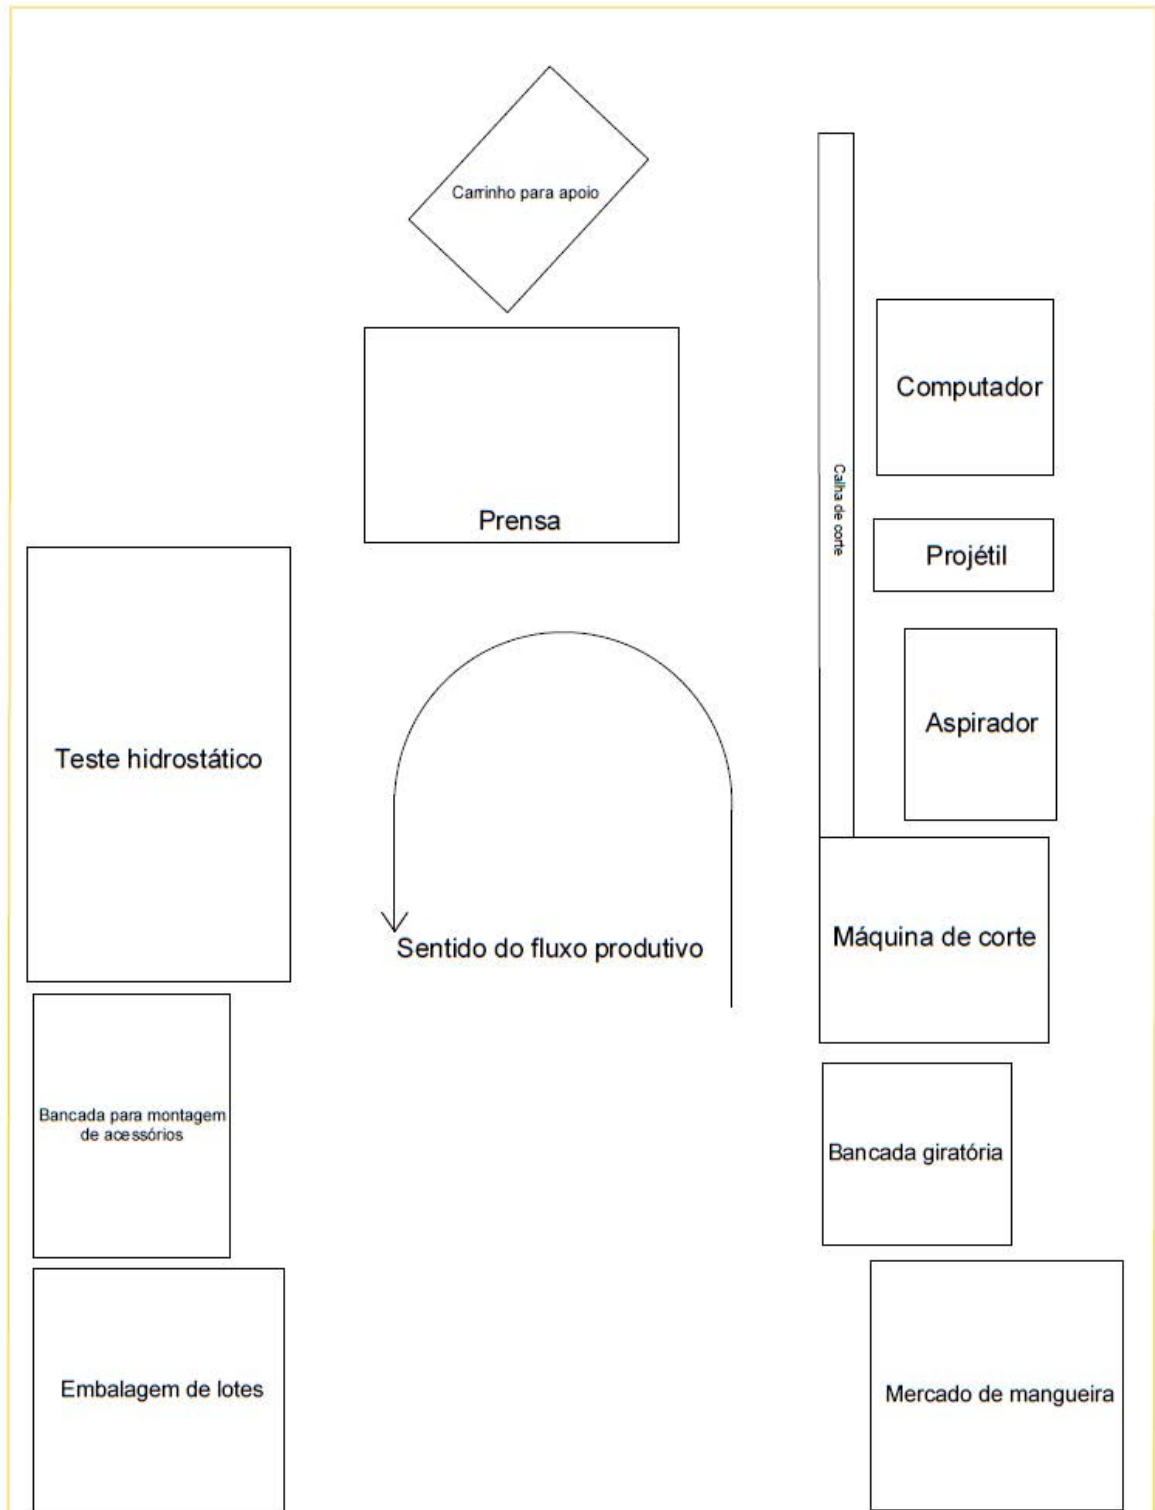 Carrinho para apoio
Computador
Calha de corte
Prensa
Projétil
Aspirador
Teste hidrostático
Máquina de corte
Sentido do fluxo produtivo
Bancada para montagem
de acessórios
Bancada giratória
Embalagem de lotes
Mercado de mangueira